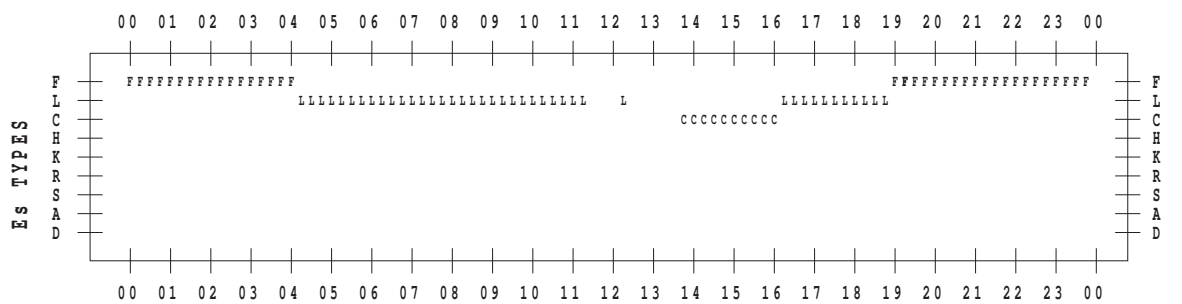 00 01 02 03 04 05 06 07 08 09 10 11 12 13 14 15 16 17 18 19 20 21 22 23 00
F FFFFFFFFFFFFFFFFF FFFFFFFFFFFFFFFFFFFF F
L LLLLLLLLLLLLLLLLLLLLLLLLLLLLL L LLLLLLLLLLL L
C CCCCCCCCCC C
H H
K K
R R
S S
A A
D D
Es TYPES
00 01 02 03 04 05 06 07 08 09 10 11 12 13 14 15 16 17 18 19 20 21 22 23 00